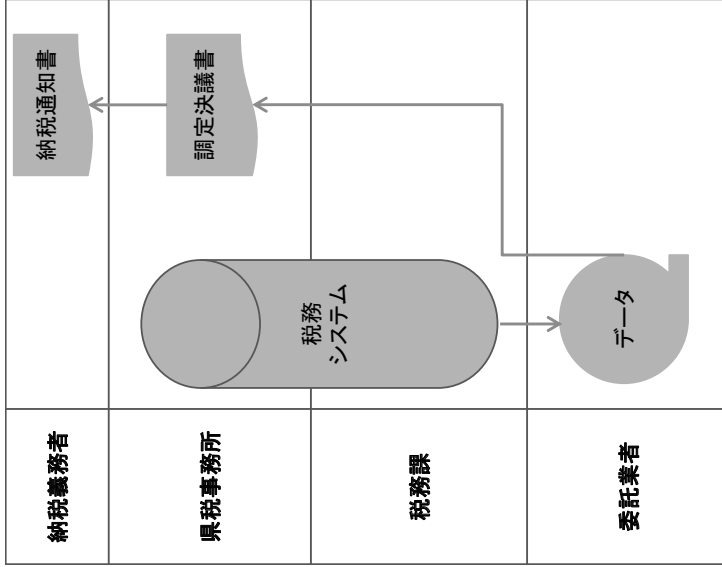 納税義務者
納税通知書
県税事務所
調定決議書
税務課
税務
システム
委託業者
データ